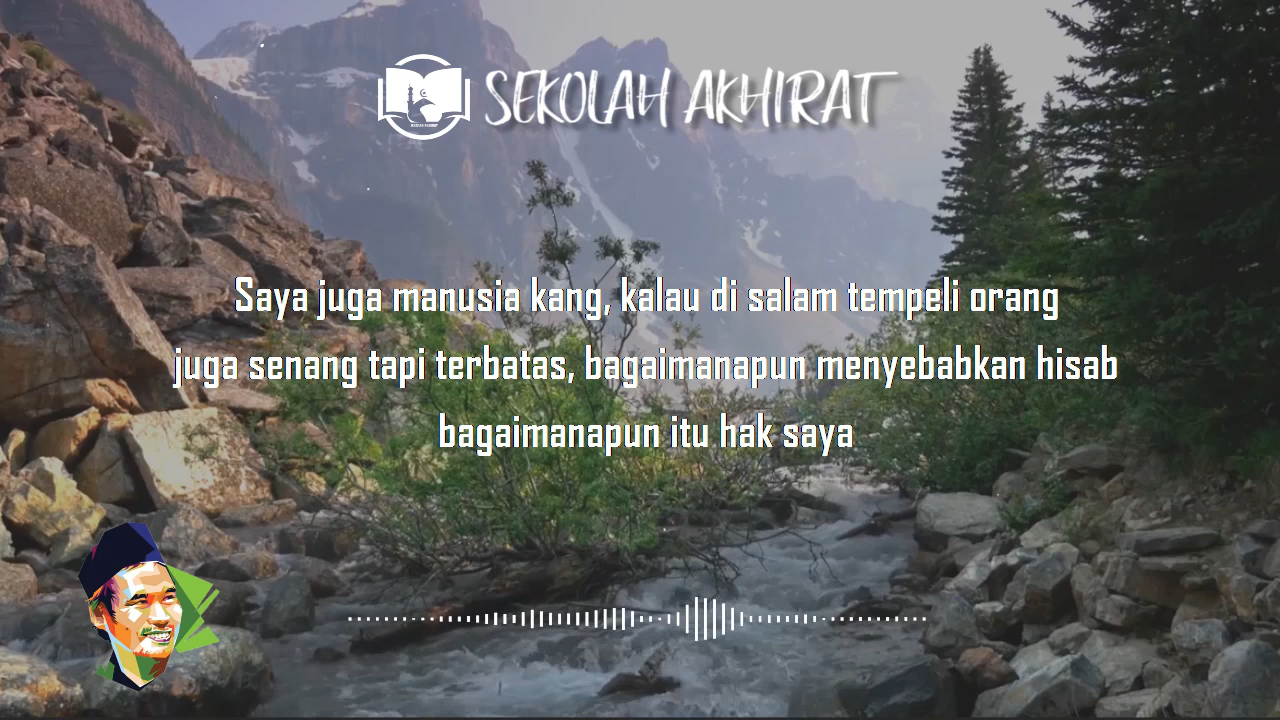 SEKOLAH AKHIRAT
Saya juga manusia kang, kalau di salam tempeli orang
juga senang tapi terbatas, bagaimanapun menyebabkan hisab
bagaimanapun itu hak saya